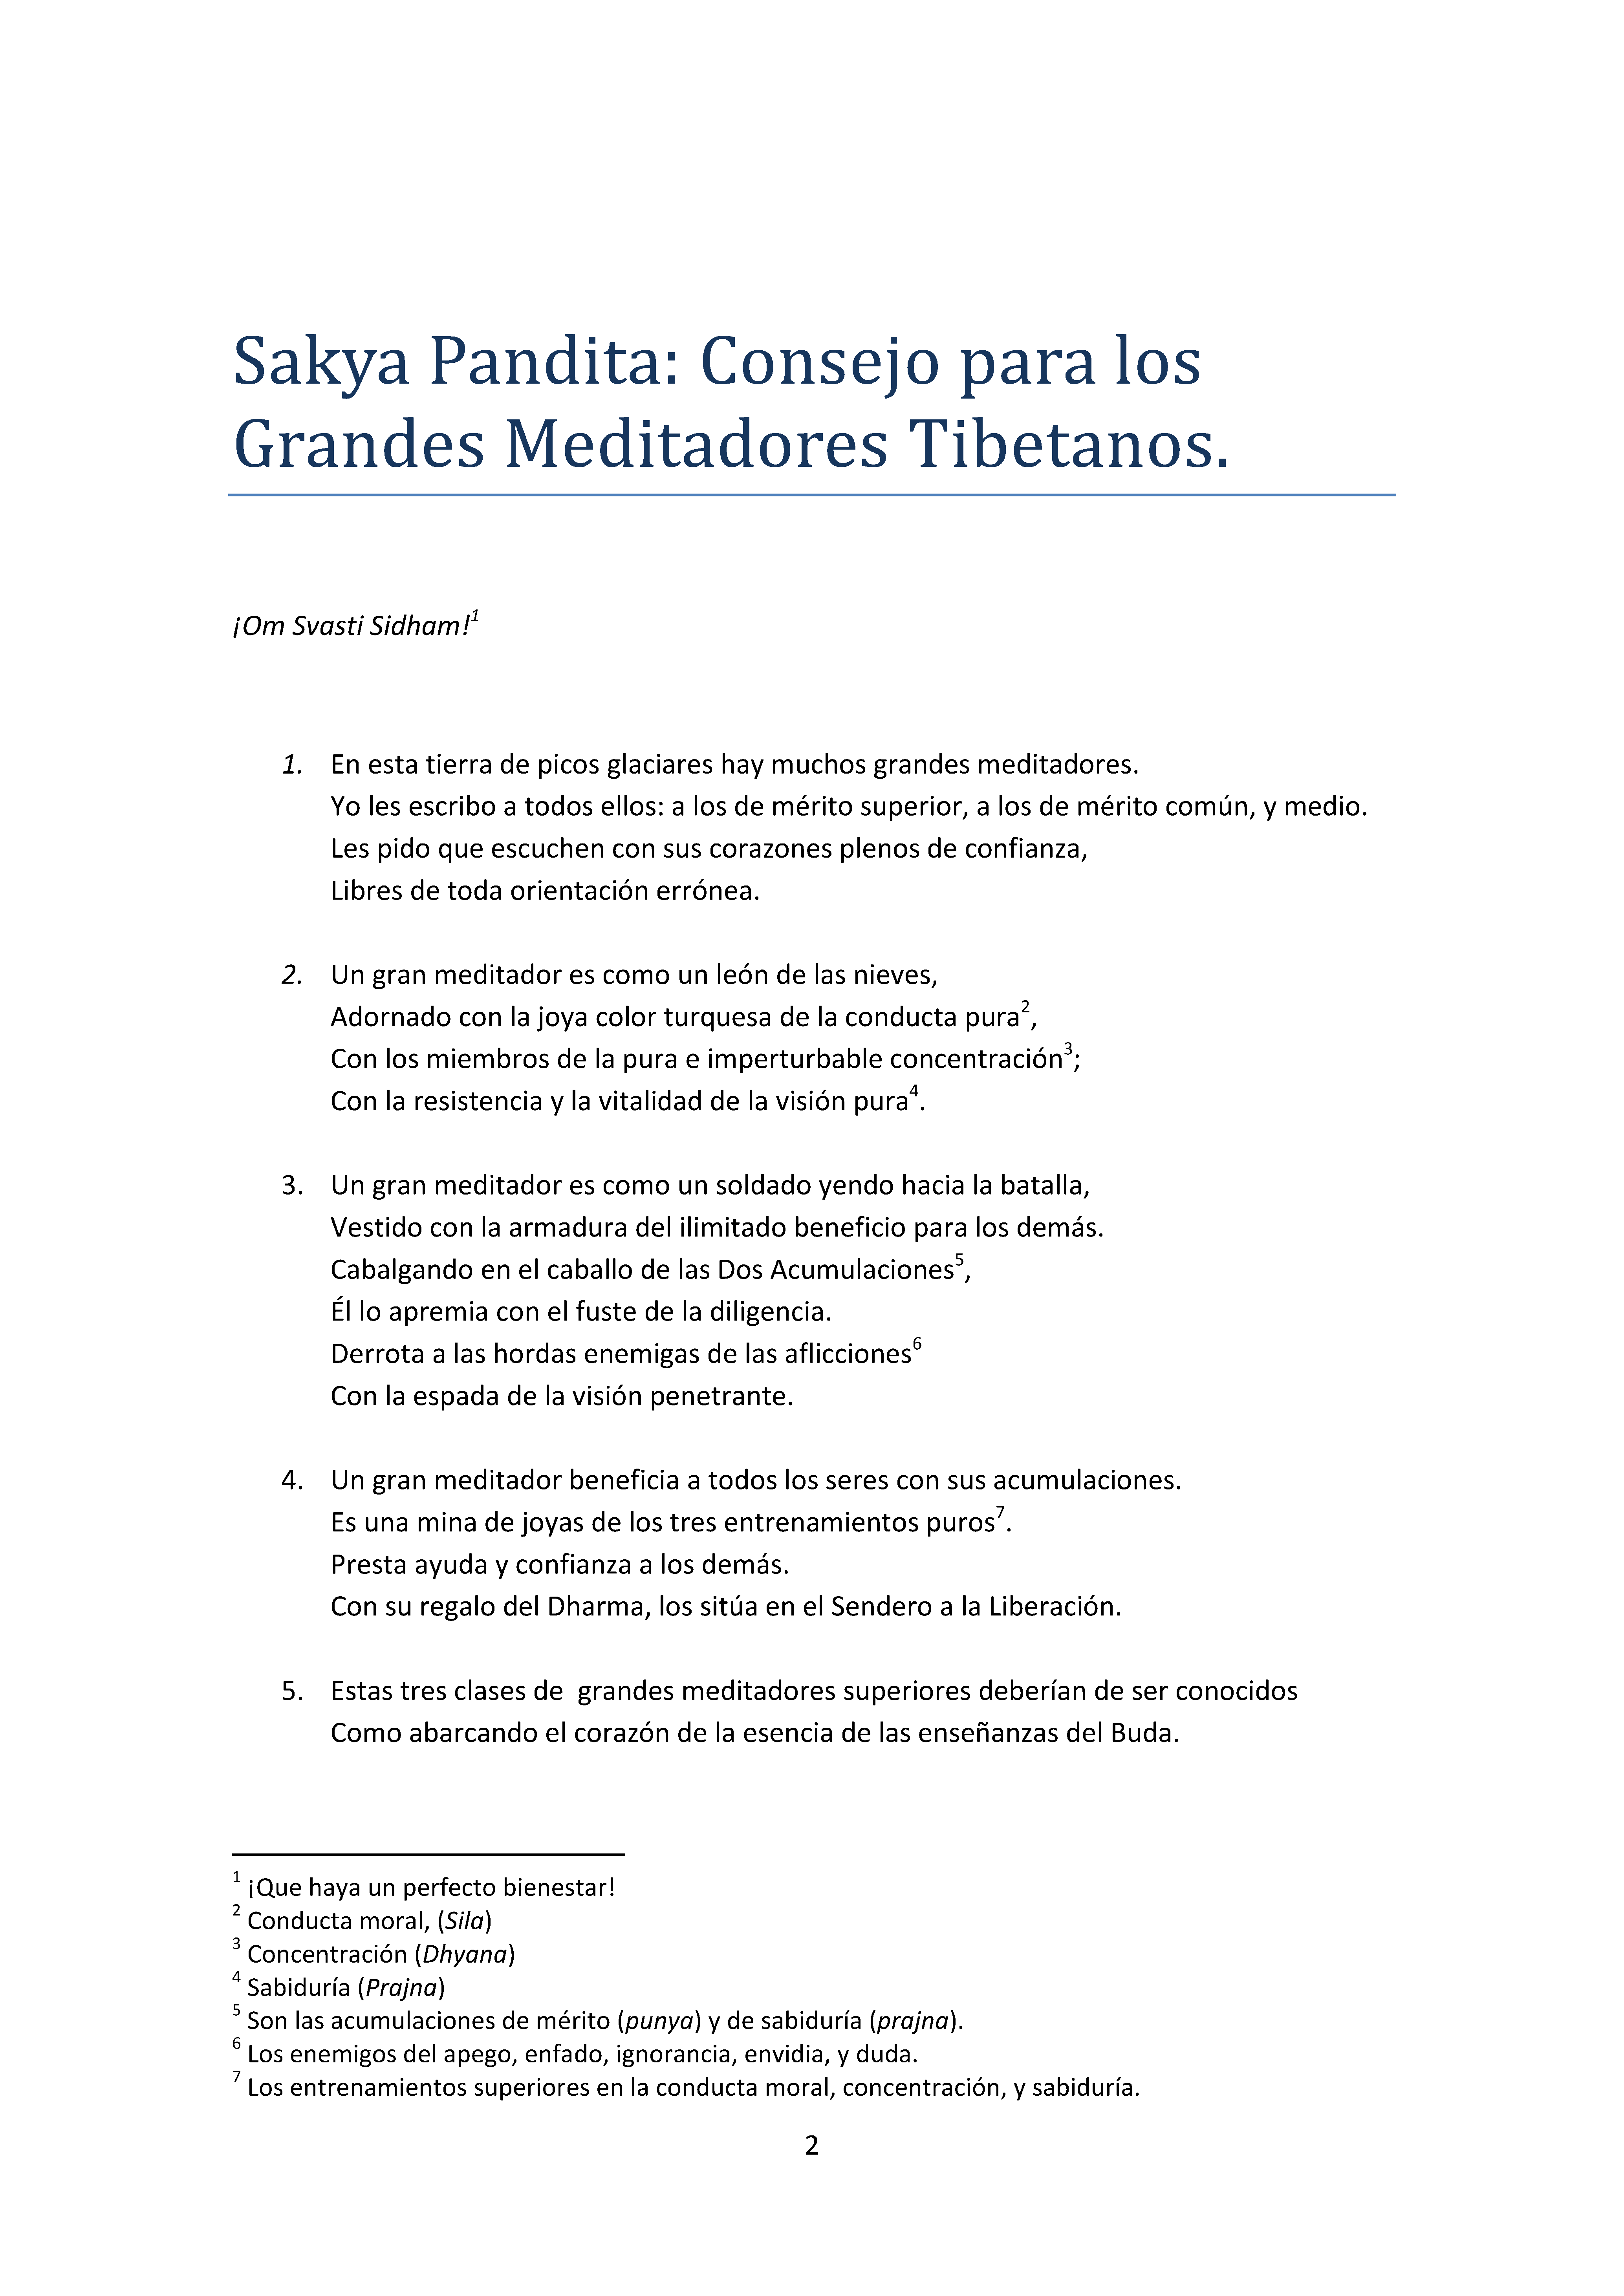 Sakya Pandita: Consejo para los
Grandes Meditadores Tibetanos.
¡Om Svasti Sidham!1
1. En esta tierra de picos glaciares hay muchos grandes meditadores.
Yo les escribo a todos ellos: a los de mérito superior, a los de mérito común, y medio.
Les pido que escuchen con sus corazones plenos de confianza,
Libres de toda orientación errónea.
2. Un gran meditador es como un león de las nieves,
Adornado con la joya color turquesa de la conducta pura2,
Con los miembros de la pura e imperturbable concentración3;
Con la resistencia y la vitalidad de la visión pura4.
3. Un gran meditador es como un soldado yendo hacia la batalla,
Vestido con la armadura del ilimitado beneficio para los demás.
Cabalgando en el caballo de las Dos Acumulaciones5,
Él lo apremia con el fuste de la diligencia.
Derrota a las hordas enemigas de las aflicciones6
Con la espada de la visión penetrante.
4. Un gran meditador beneficia a todos los seres con sus acumulaciones.
Es una mina de joyas de los tres entrenamientos puros7.
Presta ayuda y confianza a los demás.
Con su regalo del Dharma, los sitúa en el Sendero a la Liberación.
5. Estas tres clases de  grandes meditadores superiores deberían de ser conocidos
Como abarcando el corazón de la esencia de las enseñanzas del Buda.
1 ¡Que haya un perfecto bienestar!
2 Conducta moral, (Sila)
3 Concentración (Dhyana)
4 Sabiduría (Prajna)
5 Son las acumulaciones de mérito (punya) y de sabiduría (prajna).
6 Los enemigos del apego, enfado, ignorancia, envidia, y duda.
7 Los entrenamientos superiores en la conducta moral, concentración, y sabiduría.
2